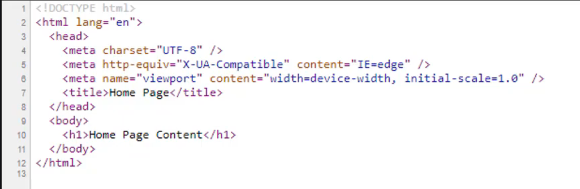 1 <!DOCTYPE html>
2 <html lang="en">
3 <head>
4 <meta charset="UTF-8" />
5 <meta http-equiv="X-UA-Compatible" content="IE=edge" />
6 <meta name="viewport" content="width=device-width, initial-scale=1.0" />
7 <title>Home Page</title>
8 </head>
9 <body>
10 <h1>Home Page Content</h1>
11 </body>
12 </html>
13